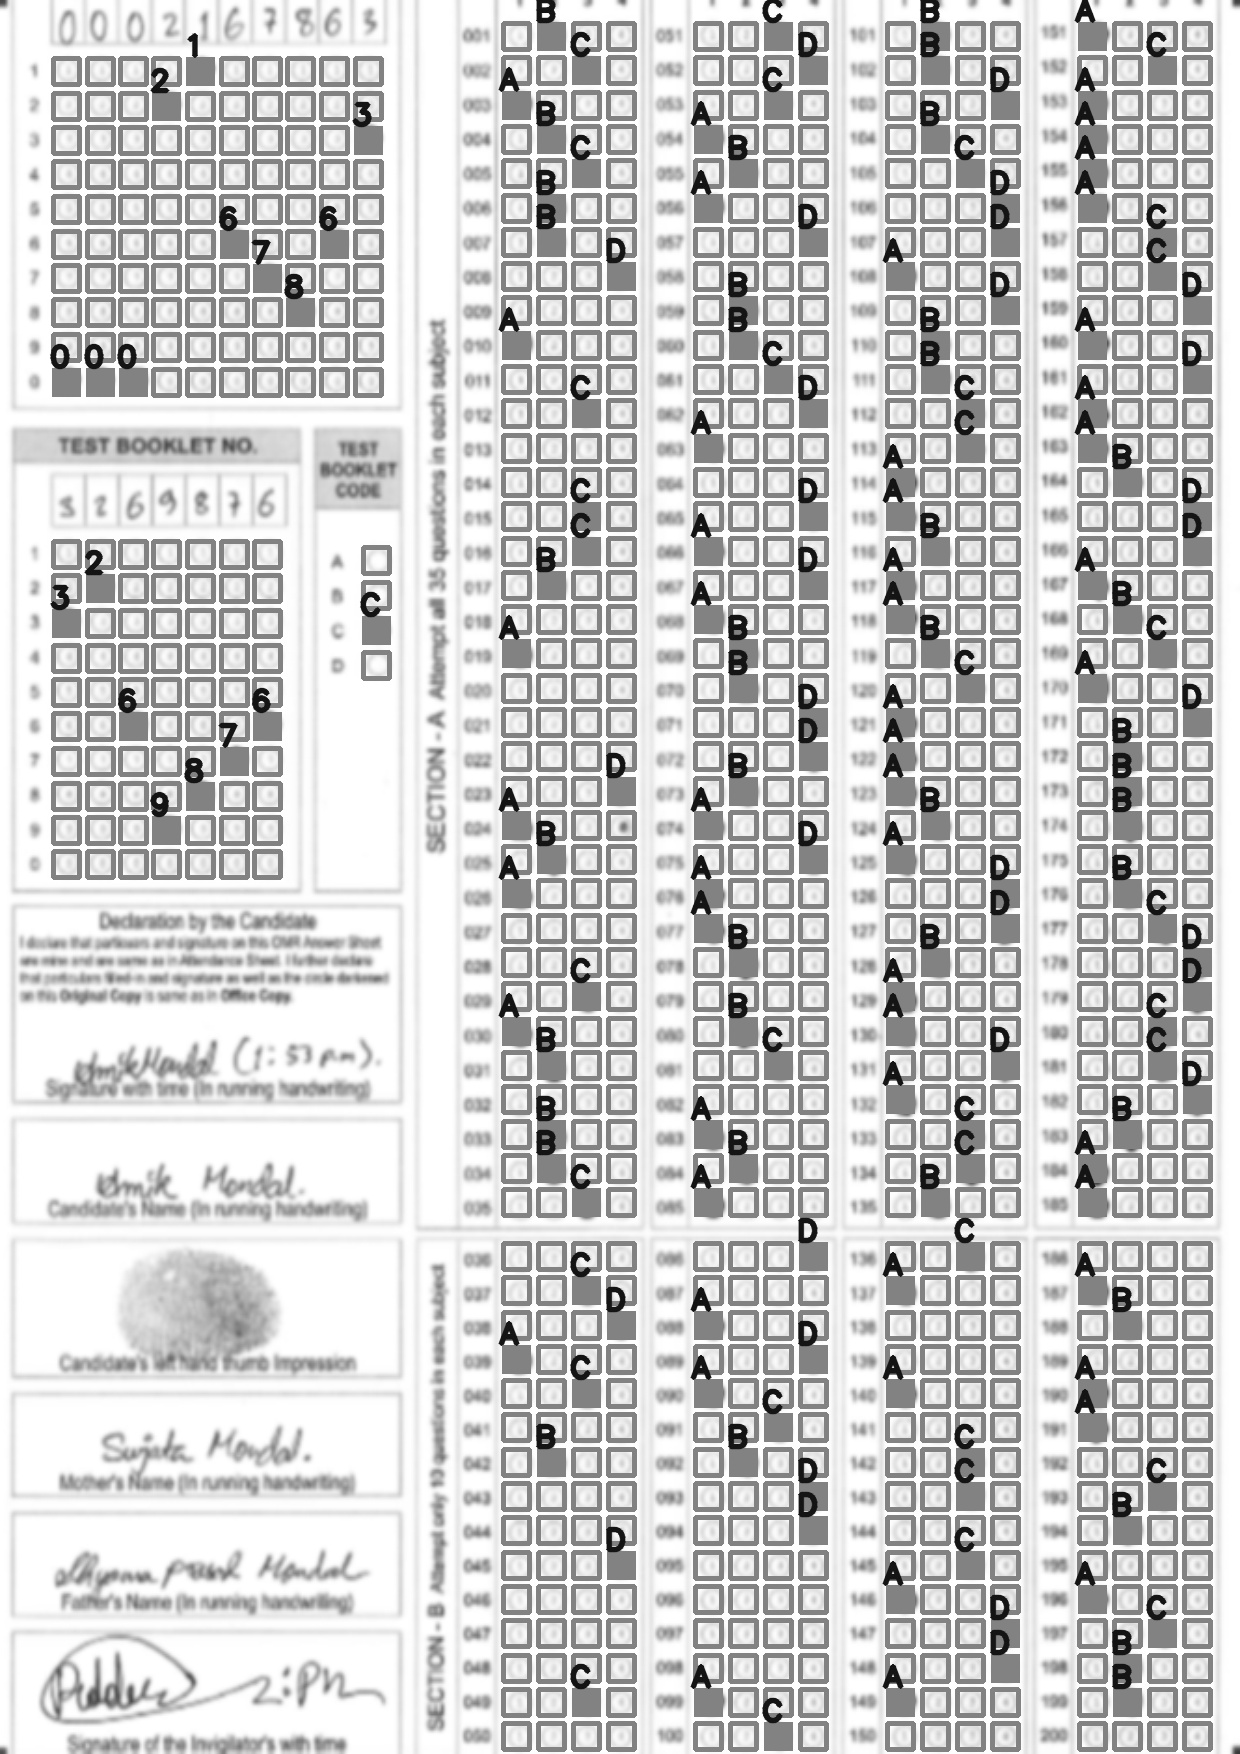 0 0 0 2 1 6 7 8 6 3
1
2
3
6 6
7
8
0 0 0
TEST BOOKLET NO.
3 2 6 9 8 7 6
2
3
6 6
7
8
9
TEST
BOOKLET
CODE
A
B
C
C
D
Declaration by the Candidate
I declare that particulars and signature on this OMR Answer Sheet
are mine and are same as in Attendance Sheet. I further declare
that particulars filled-in and signature as well as the circle darkened
on this Original Copy is same as in Office Copy.
Mondal (1:53 pm).
Signature with time (In running handwriting)
Mondal.
Candidate's Name (In running handwriting)
Candidate's left hand thumb Impression
Sujata Mondal.
Mother's Name (In running handwriting)
Mondal
Father's Name (In running handwriting)
2:PM
Signature of the Invigilator's with time
SECTION - A Attempt all 35 questions in each subject
001 B
002 C
003 A
004 B
005 C
006 B
007 B
008 D
009
010 A
011
012 C
013
014
015 C
016 C
017 B
018
019 A
020
021
022
023 D
024 A
025 B
026 A
027
028
029 C
030 A
031 B
032
033 B
034 B
035 C
SECTION - B Attempt only 10 questions in each subject
036
037 C
038 D
039 A
040 C
041
042 B
043
044
045 D
046
047
048
049 C
050
051 C
052 D
053 C
054 A
055 B
056 A
057 D
058
059 B
060 B
061 C
062 D
063 A
064
065 D
066 A
067 D
068 A
069 B
070 B
071 D
072 D
073 B
074 A
075 D
076 A
077 A
078 B
079
080 B
081 C
082
083 A
084 B
085 A
086 D
087
088 A
089 D
090 A
091 C
092 B
093 D
094 D
095
096
097
098
099 A
100 C
101 B
102 B
103 D
104 B
105 C
106 D
107 D
108 A
109 D
110 B
111 B
112 C
113 C
114 A
115 A
116 B
117 A
118 A
119 B
120 C
121 A
122 A
123 A
124 B
125 A
126 D
127 D
128 B
129 A
130 A
131 D
132 A
133 C
134 C
135 B
136 C
137 A
138
139
140 A
141
142 C
143 C
144
145 C
146 A
147 D
148 D
149 A
150
151 A
152 C
153 A
154 A
155 A
156 A
157 C
158 C
159 D
160 A
161 D
162 A
163 A
164 B
165 D
166 D
167 A
168 B
169 C
170 A
171 D
172 B
173 B
174 B
175
176 B
177 C
178 D
179 D
180 C
181 C
182 D
183 B
184 A
185 A
186
187 A
188 B
189
190 A
191 A
192
193 C
194 B
195
196 A
197 C
198 B
199 B
200